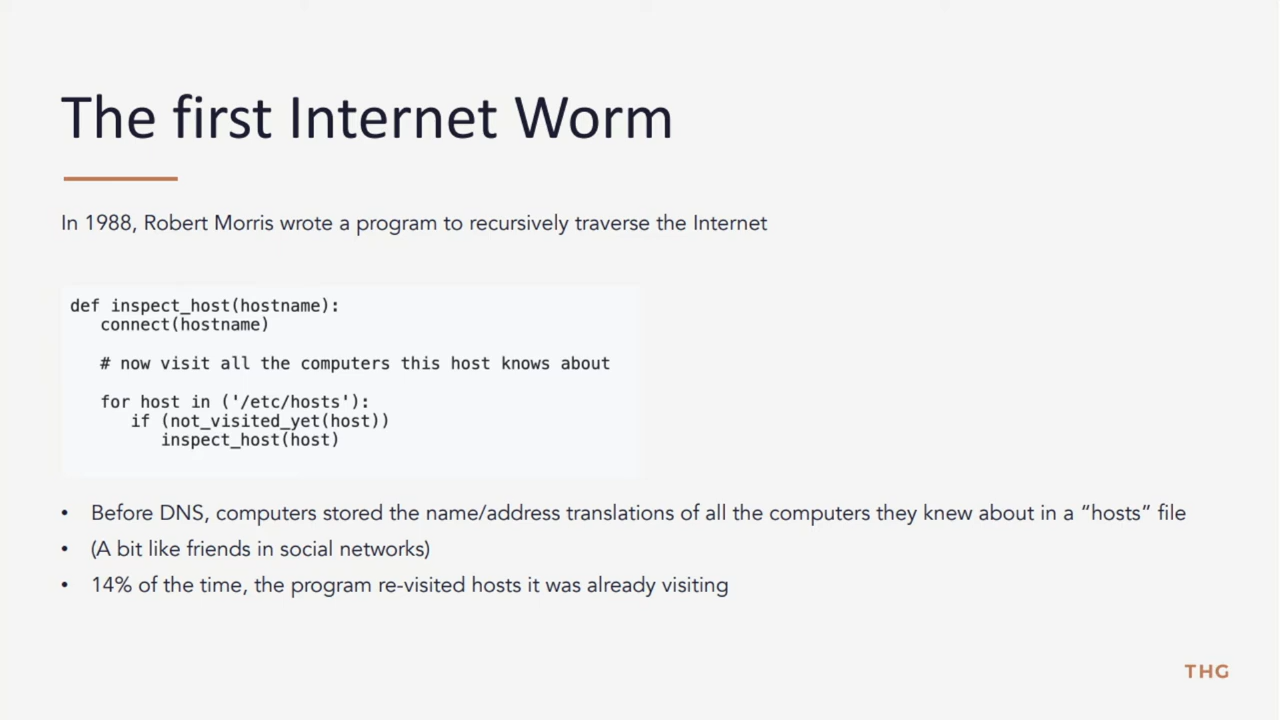 The first Internet Worm
In 1988, Robert Morris wrote a program to recursively traverse the Internet
def inspect_host(hostname):
   connect(hostname)
   # now visit all the computers this host knows about
   for host in ('/etc/hosts'):
      if (not_visited_yet(host))
         inspect_host(host)
• Before DNS, computers stored the name/address translations of all the computers they knew about in a “hosts” file
• (A bit like friends in social networks)
• 14% of the time, the program re-visited hosts it was already visiting
THG